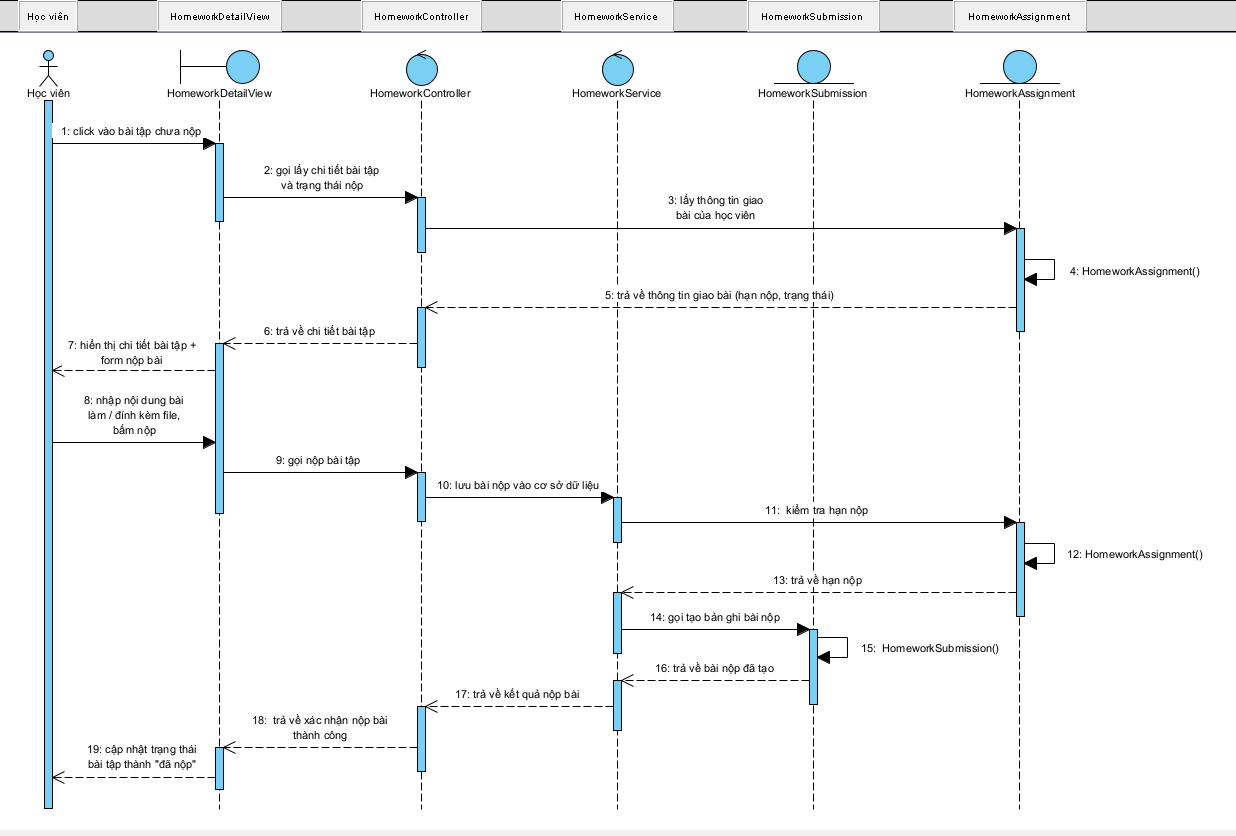 Học viên
HomeworkDetailView
HomeworkController
HomeworkService
HomeworkSubmission
HomeworkAssignment
Học viên
HomeworkDetailView
HomeworkController
HomeworkService
HomeworkSubmission
HomeworkAssignment
1: click vào bài tập chưa nộp
2: gọi lấy chi tiết bài tập
và trạng thái nộp
3: lấy thông tin giao
bài của học viên
4: HomeworkAssignment()
5: trả về thông tin giao bài (hạn nộp, trạng thái)
6: trả về chi tiết bài tập
7: hiển thị chi tiết bài tập +
form nộp bài
8: nhập nội dung bài
làm / đính kèm file,
bấm nộp
9: gọi nộp bài tập
10: lưu bài nộp vào cơ sở dữ liệu
11:  kiểm tra hạn nộp
12: HomeworkAssignment()
13: trả về hạn nộp
14: gọi tạo bản ghi bài nộp
15:  HomeworkSubmission()
16: trả về bài nộp đã tạo
17: trả về kết quả nộp bài
18:  trả về xác nhận nộp bài
thành công
19: cập nhật trạng thái
bài tập thành "đã nộp"